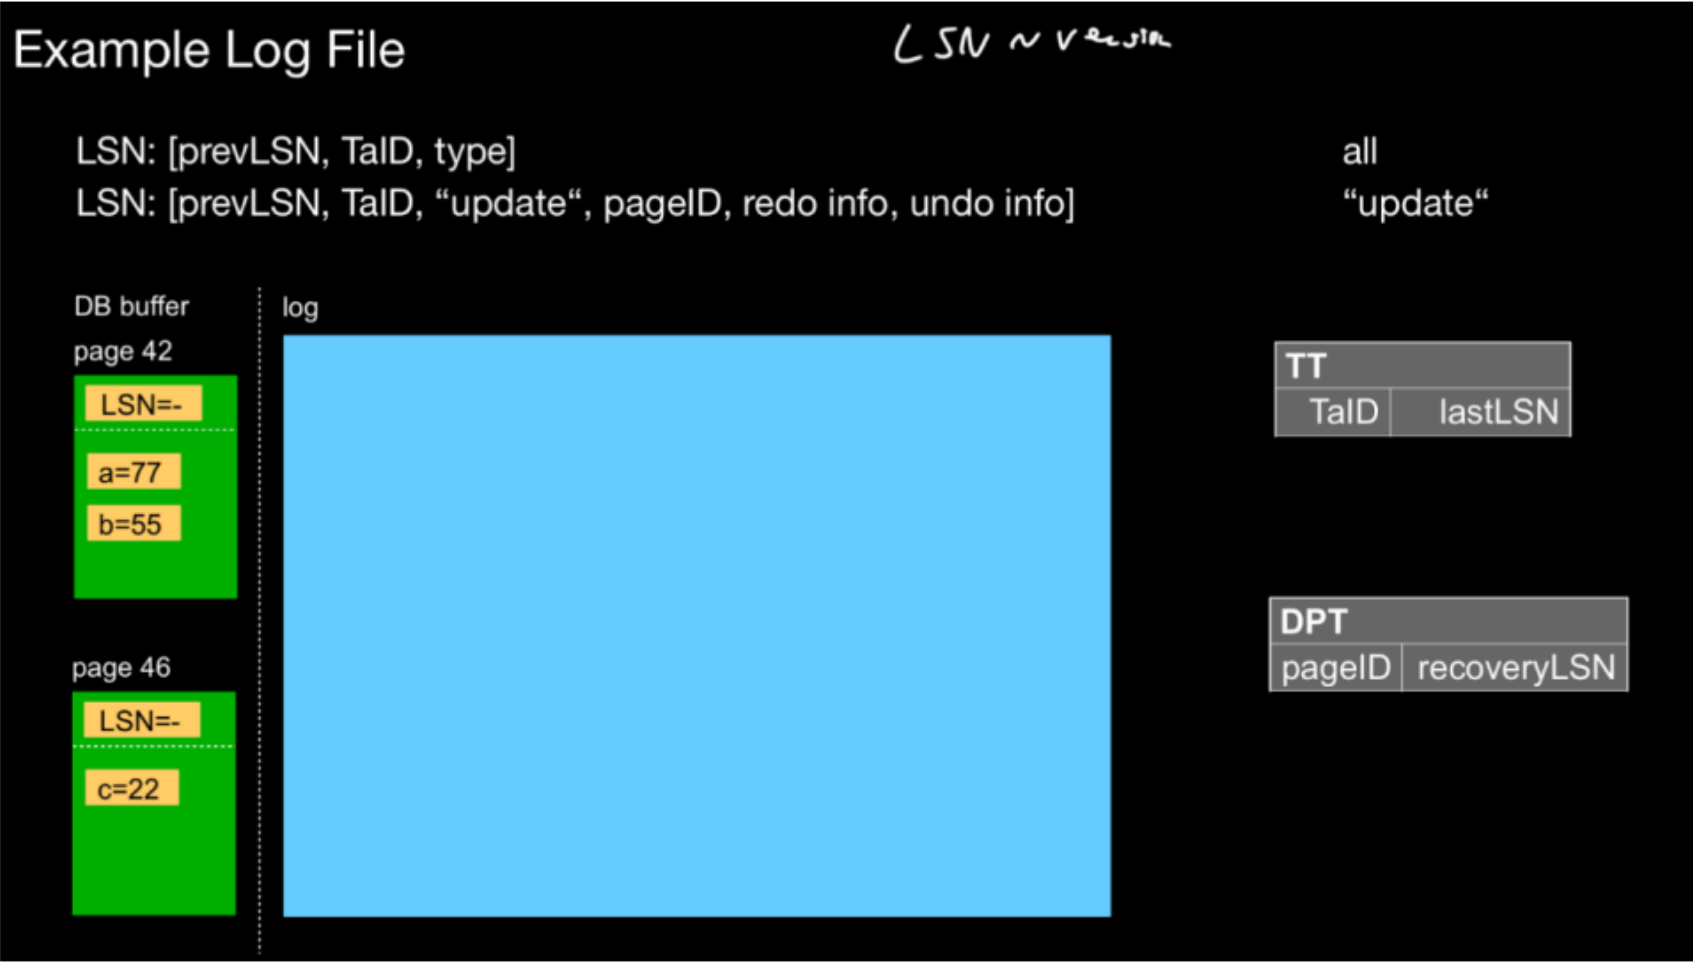 Example Log File
LSN ~ version
LSN: [prevLSN, TaID, type]
all
LSN: [prevLSN, TaID, “update“, pageID, redo info, undo info]
“update“
DB buffer
log
page 42
LSN=-
a=77
b=55
page 46
LSN=-
c=22
TT
TaID lastLSN
DPT
pageID recoveryLSN